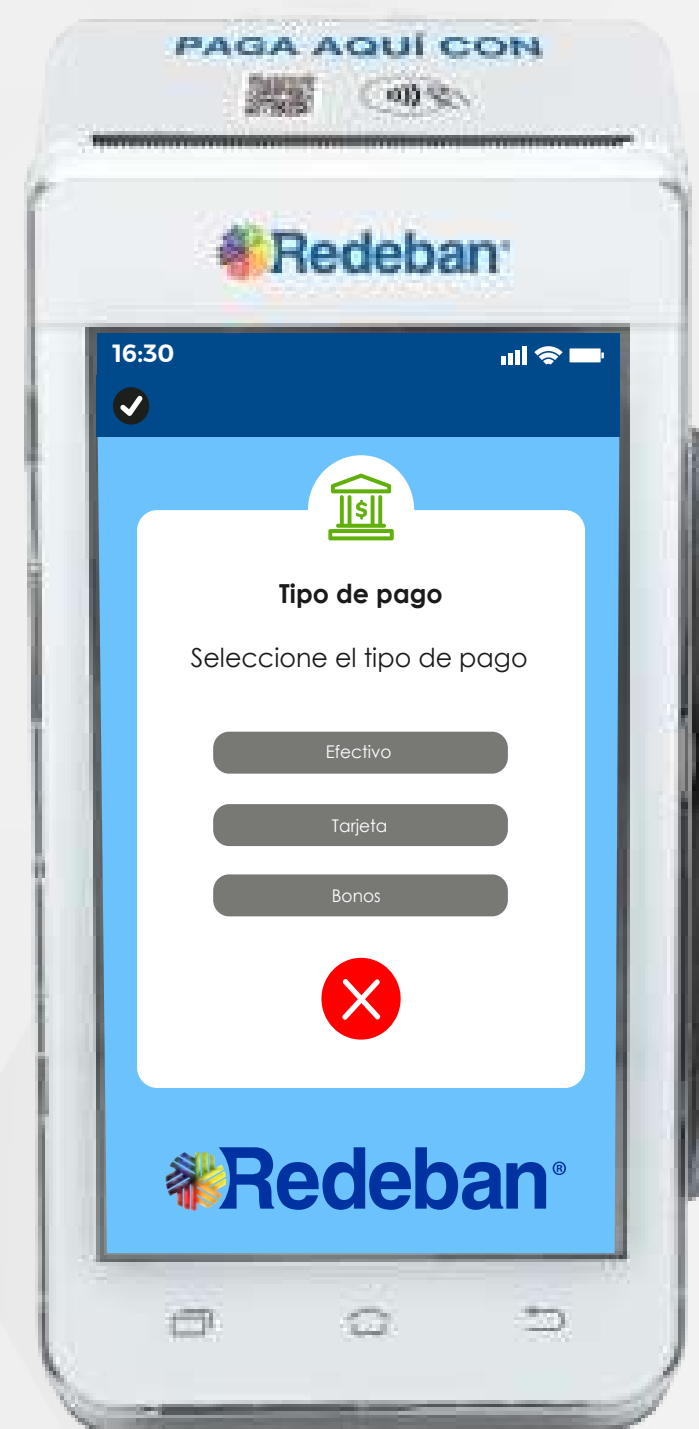 PAGA AQUÍ CON
Redeban
16:30
$
Tipo de pago
Seleccione el tipo de pago
Efectivo
Tarjeta
Bonos
Redeban®